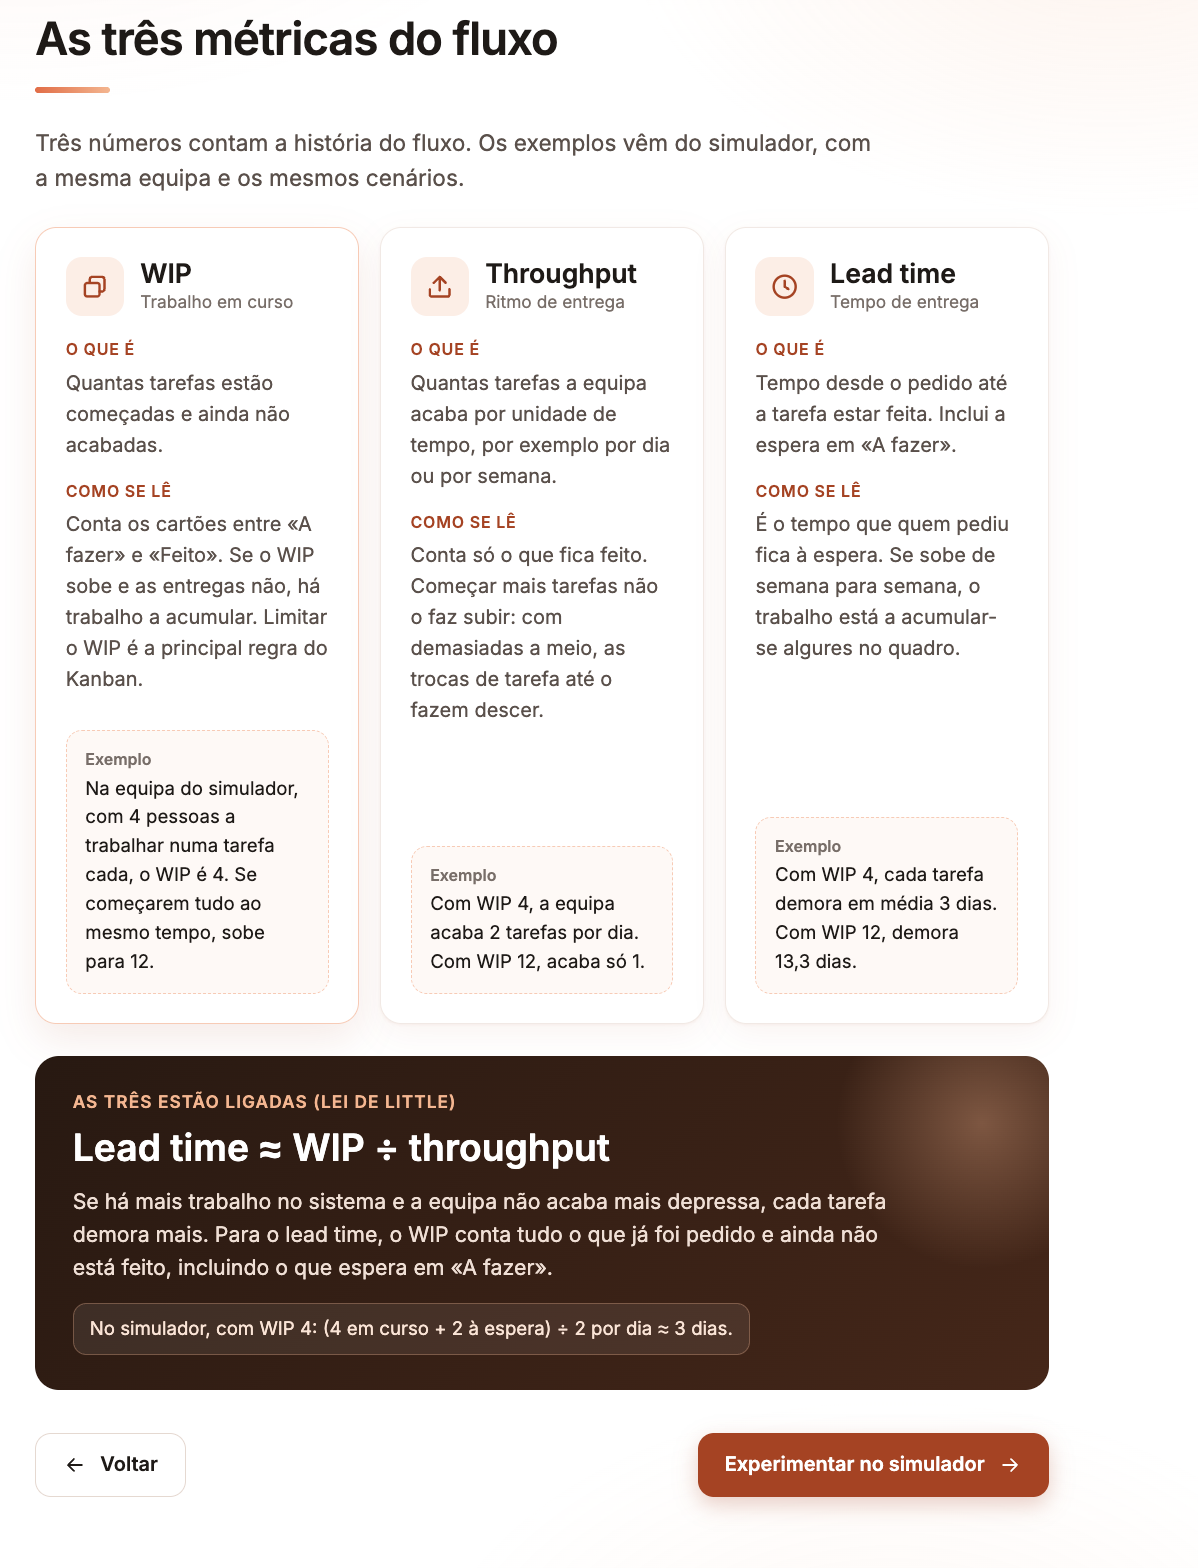 As três métricas do fluxo
Três números contam a história do fluxo. Os exemplos vêm do simulador, com
a mesma equipa e os mesmos cenários.
WIP
Trabalho em curso
O QUE É
Quantas tarefas estão
começadas e ainda não
acabadas.
COMO SE LÊ
Conta os cartões entre «A
fazer» e «Feito». Se o WIP
sobe e as entregas não, há
trabalho a acumular. Limitar
o WIP é a principal regra do
Kanban.
Exemplo
Na equipa do simulador,
com 4 pessoas a
trabalhar numa tarefa
cada, o WIP é 4. Se
começarem tudo ao
mesmo tempo, sobe
para 12.
Throughput
Ritmo de entrega
O QUE É
Quantas tarefas a equipa
acaba por unidade de
tempo, por exemplo por dia
ou por semana.
COMO SE LÊ
Conta só o que fica feito.
Começar mais tarefas não
o faz subir: com
demasiadas a meio, as
trocas de tarefa até o
fazem descer.
Exemplo
Com WIP 4, a equipa
acaba 2 tarefas por dia.
Com WIP 12, acaba só 1.
Lead time
Tempo de entrega
O QUE É
Tempo desde o pedido até
a tarefa estar feita. Inclui a
espera em «A fazer».
COMO SE LÊ
É o tempo que quem pediu
fica à espera. Se sobe de
semana para semana, o
trabalho está a acumular-
se algures no quadro.
Exemplo
Com WIP 4, cada tarefa
demora em média 3 dias.
Com WIP 12, demora
13,3 dias.
AS TRÊS ESTÃO LIGADAS (LEI DE LITTLE)
Lead time ≈ WIP ÷ throughput
Se há mais trabalho no sistema e a equipa não acaba mais depressa, cada tarefa
demora mais. Para o lead time, o WIP conta tudo o que já foi pedido e ainda não
está feito, incluindo o que espera em «A fazer».
No simulador, com WIP 4: (4 em curso + 2 à espera) ÷ 2 por dia ≈ 3 dias.
← Voltar
Experimentar no simulador →